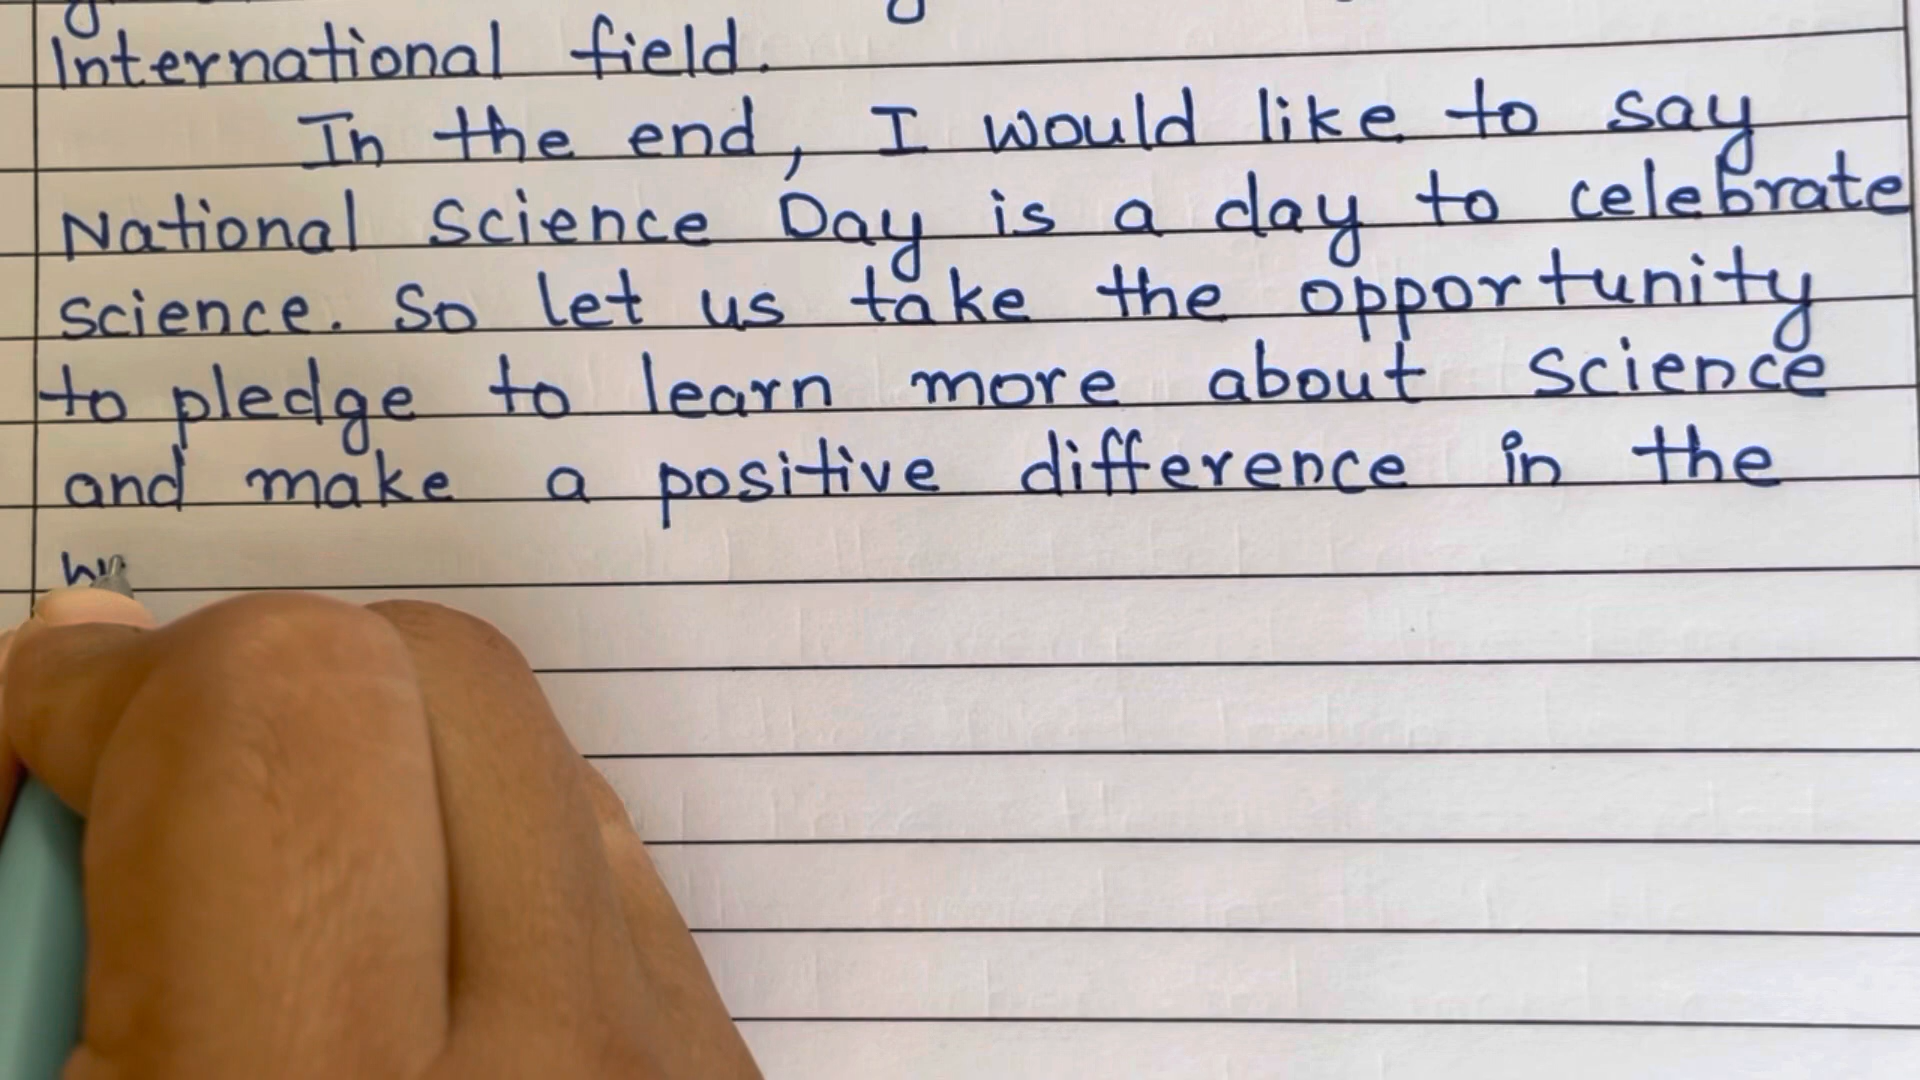 International field.
In the end, I would like to say
National Science Day is a day to celebrate
science. So let us take the opportunity
to pledge to learn more about science
and make a positive difference in the